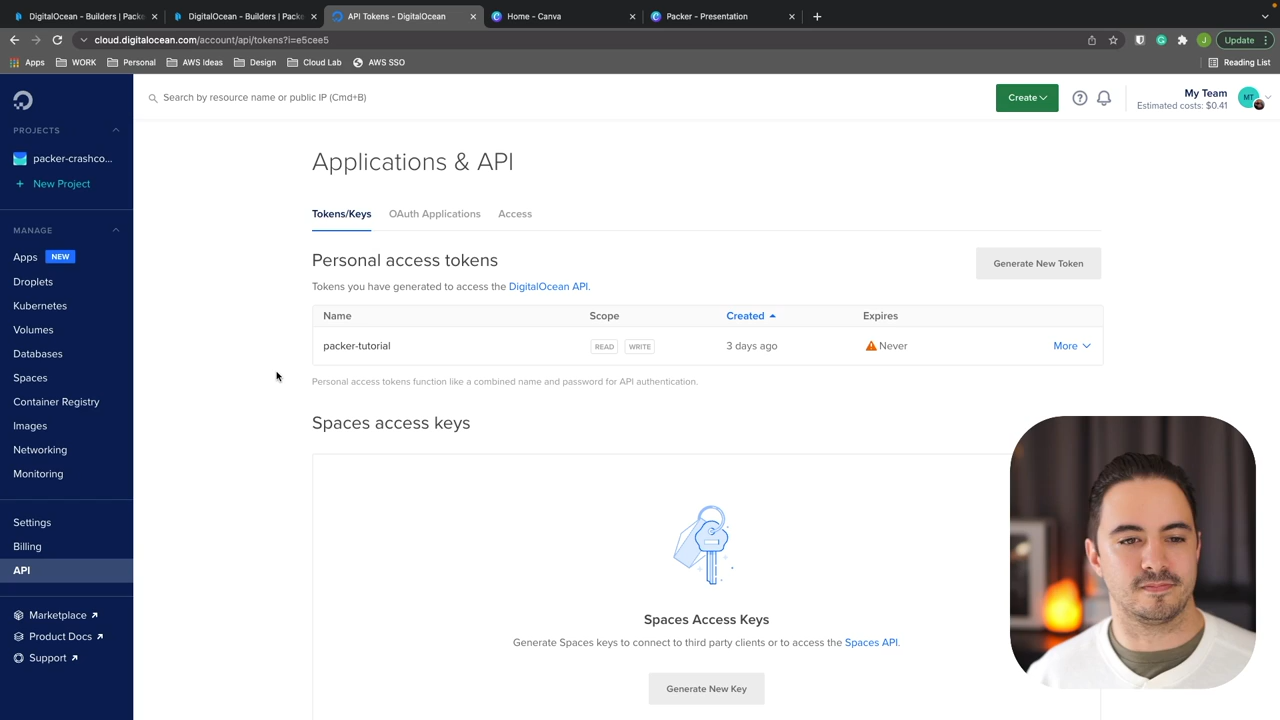 DigitalOcean - Builders | Packe
DigitalOcean - Builders | Packe
API Tokens - DigitalOcean
Home - Canva
Packer - Presentation
cloud.digitalocean.com/account/api/tokens?i=e5cee5
Update
Apps
WORK
Personal
AWS Ideas
Design
Cloud Lab
AWS SSO
Reading List
Search by resource name or public IP (Cmd+B)
Create
My Team
Estimated costs: $0.41
MT
PROJECTS
packer-crashco...
+ New Project
MANAGE
Apps NEW
Droplets
Kubernetes
Volumes
Databases
Spaces
Container Registry
Images
Networking
Monitoring
Settings
Billing
API
Marketplace
Product Docs
Support
Applications & API
Tokens/Keys
OAuth Applications
Access
Personal access tokens
Generate New Token
Tokens you have generated to access the DigitalOcean API.
Name
Scope
Created
Expires
packer-tutorial
READ
WRITE
3 days ago
Never
More
Personal access tokens function like a combined name and password for API authentication.
Spaces access keys
Spaces Access Keys
Generate Spaces keys to connect to third party clients or to access the Spaces API.
Generate New Key